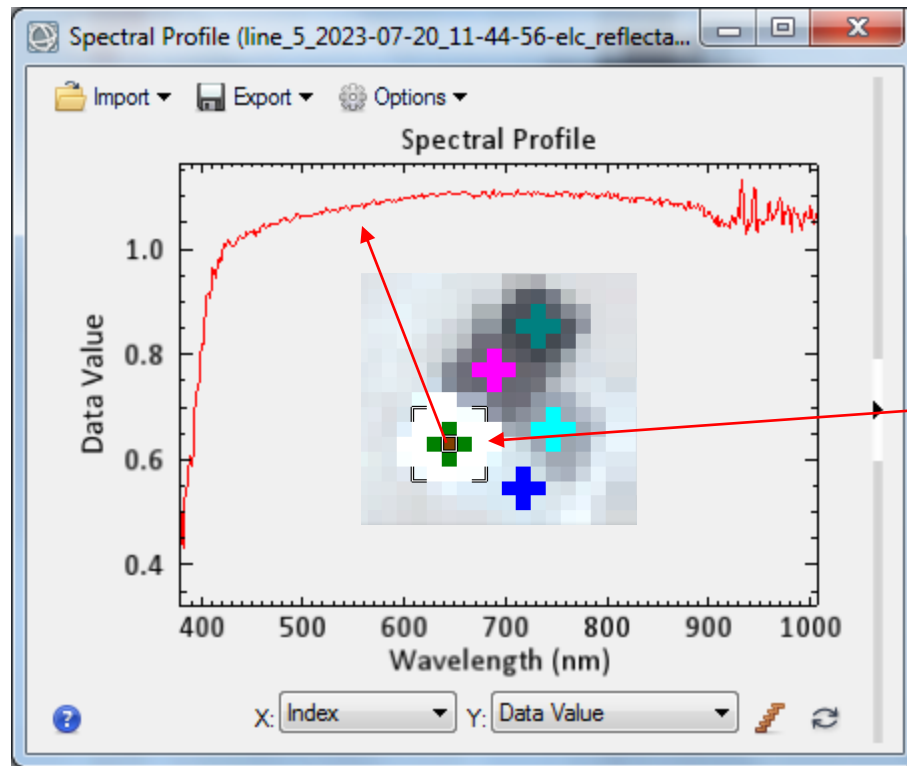 Spectral Profile (line_5_2023-07-20_11-44-56-elc_reflecta...
Import Export Options
Spectral Profile
1.0
0.8
0.6
0.4
Data Value
400 500 600 700 800 900 1000
Wavelength (nm)
X: Index Y: Data Value